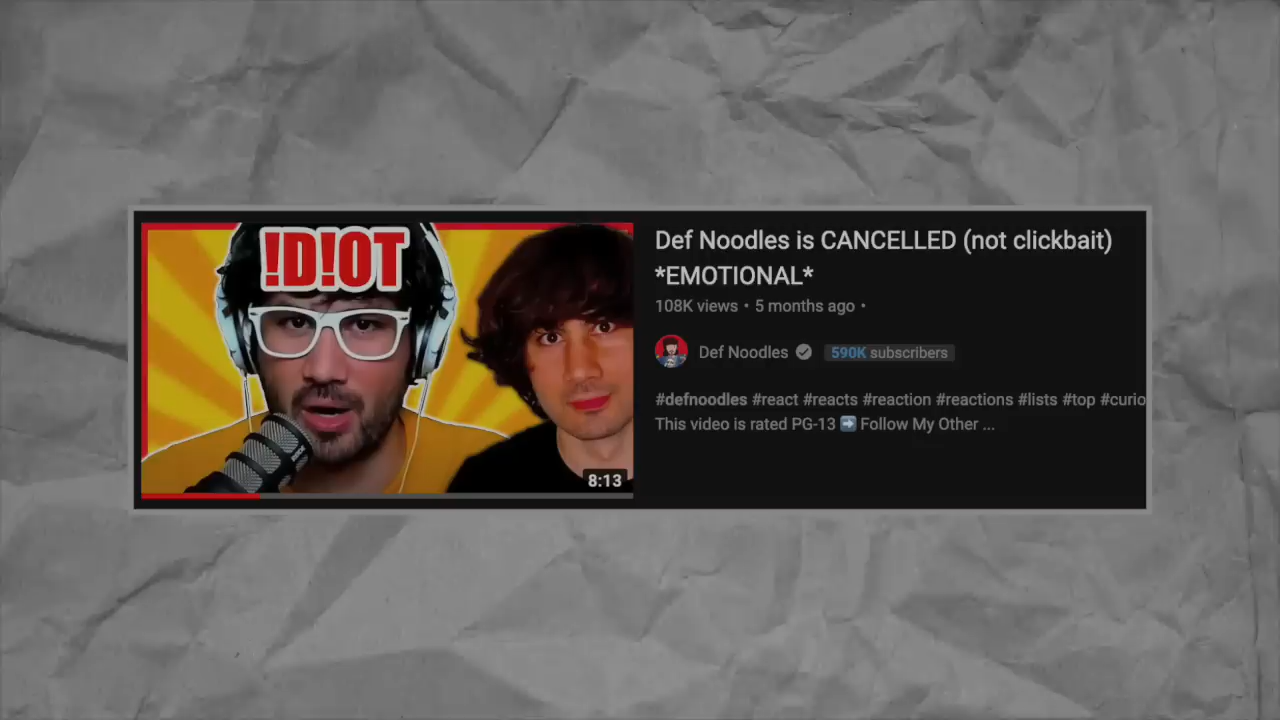 !D!OT
8:13
Def Noodles is CANCELLED (not clickbait)
*EMOTIONAL*
108K views • 5 months ago •
Def Noodles 590K subscribers
#defnoodles #react #reacts #reaction #reactions #lists #top #curio
This video is rated PG-13 ➡️ Follow My Other ...